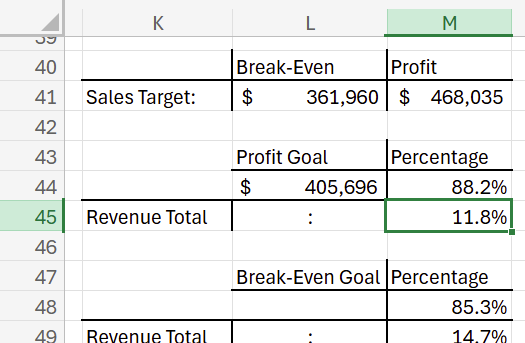 K L M
39
40 Break-Even Profit
41 Sales Target: $ 361,960 $ 468,035
42
43 Profit Goal Percentage
44 $ 405,696 88.2%
45 Revenue Total : 11.8%
46
47 Break-Even Goal Percentage
48 85.3%
49 Revenue Total : 14.7%